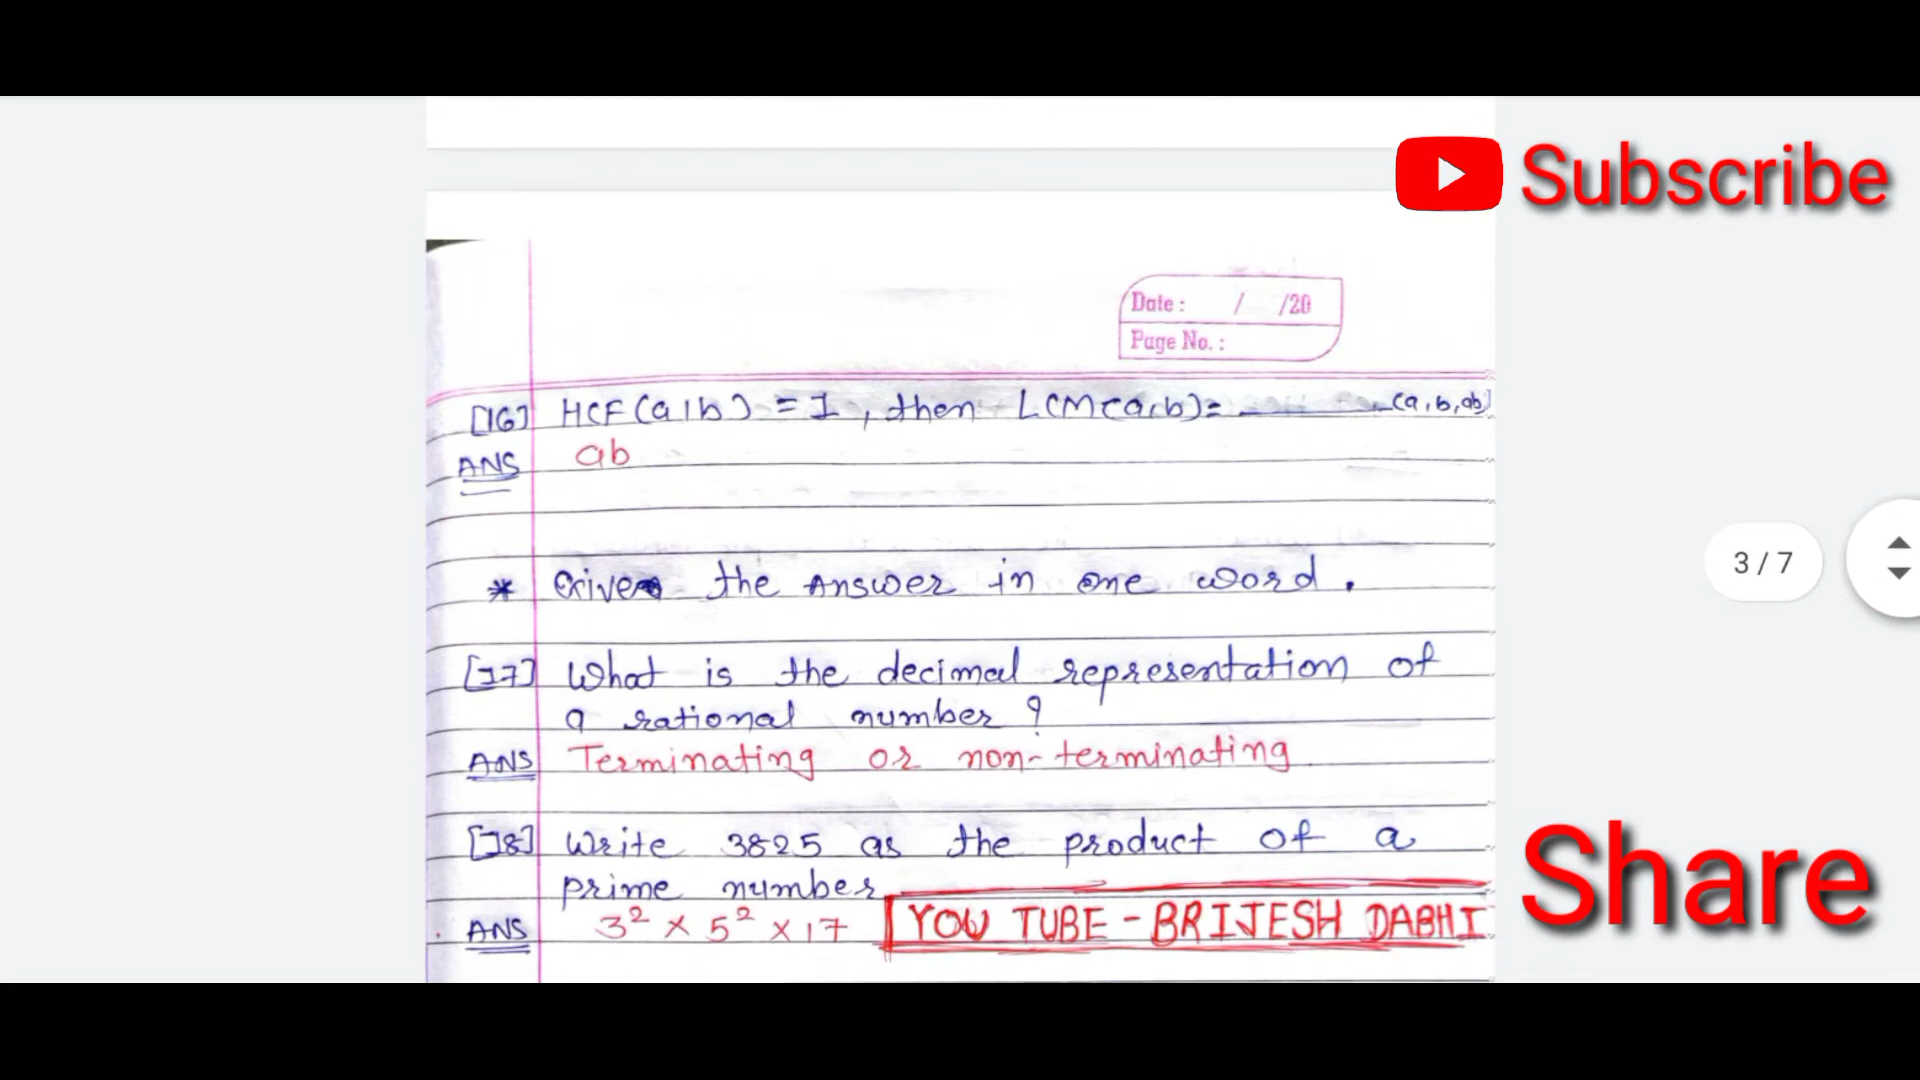 Subscribe
Date : / /20
Page No. :
[16] HCF(a,b) = 1, then LCM(a,b) = ________ (a,b,ab)
ANS ab
* Give the Answer in one word.
[17] What is the decimal representation of
a rational number ?
ANS Terminating or non-terminating
3 / 7
[18] Write 3825 as the product of a
prime number
ANS 3² × 5² × 17
YOU TUBE - BRIJESH DABHI
Share